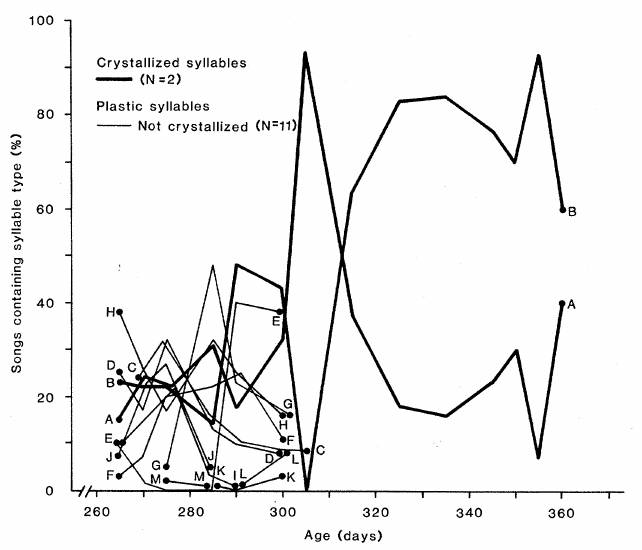 100
80
60
40
20
0
Songs containing syllable type (%)
Crystallized syllables
(N=2)
Plastic syllables
Not crystallized (N=11)
H
D
C
B
A
E
J
F
G
M
M
J
K
I
L
E
G
H
F
D
L
K
C
B
A
260
280
300
320
340
360
Age (days)